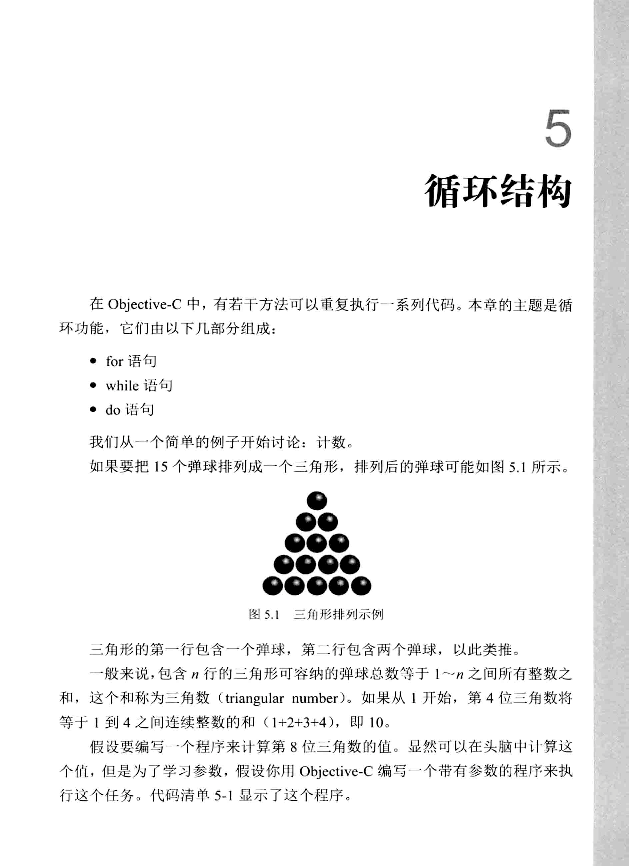 5
循环结构
在 Objective-C 中，有若干方法可以重复执行一系列代码。本章的主题是循
环功能，它们由以下几部分组成：
● for 语句
● while 语句
● do 语句
我们从一个简单的例子开始讨论：计数。
如果要把 15 个弹球排列成一个三角形，排列后的弹球可能如图 5.1 所示。
图 5.1 三角形排列示例
三角形的第一行包含一个弹球，第二行包含两个弹球，以此类推。
一般来说，包含 n 行的三角形可容纳的弹球总数等于 1～n 之间所有整数之
和，这个和称为三角数（triangular number）。如果从 1 开始，第 4 位三角数将
等于 1 到 4 之间连续整数的和（1+2+3+4），即 10。
假设要编写一个程序来计算第 8 位三角数的值。显然可以在头脑中计算这
个值，但是为了学习参数，假设你用 Objective-C 编写一个带有参数的程序来执
行这个任务。代码清单 5-1 显示了这个程序。